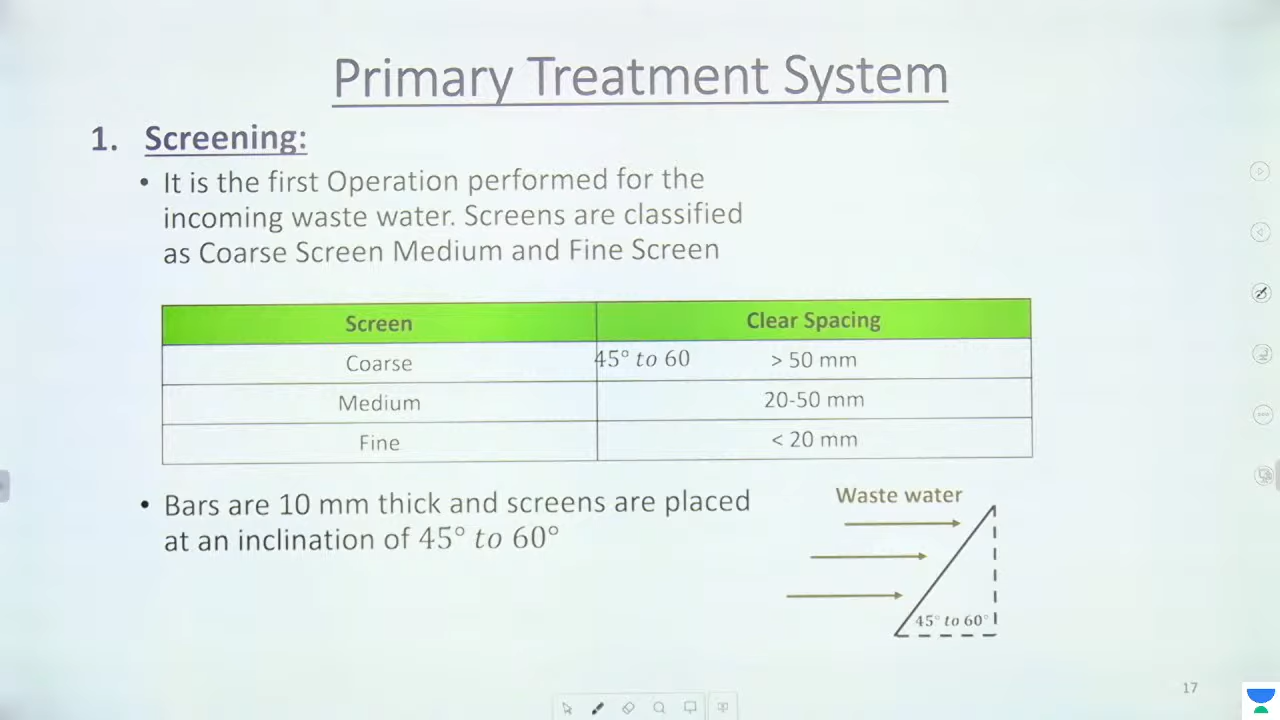 Primary Treatment System
1. Screening:
• It is the first Operation performed for the
incoming waste water. Screens are classified
as Coarse Screen Medium and Fine Screen
Screen Clear Spacing
Coarse 45° to 60 > 50 mm
Medium 20-50 mm
Fine < 20 mm
• Bars are 10 mm thick and screens are placed
at an inclination of 45° to 60°
Waste water
45° to 60°
17